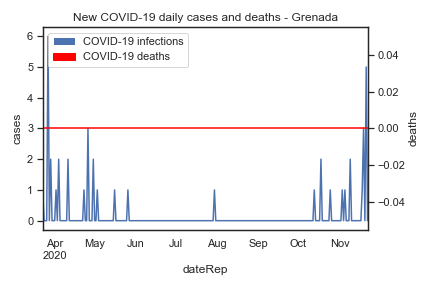 New COVID-19 daily cases and deaths - Grenada
COVID-19 infections
COVID-19 deaths
6
5
4
3
2
1
0
cases
0.04
0.02
0.00
−0.02
−0.04
deaths
Apr May Jun Jul Aug Sep Oct Nov
2020
dateRep